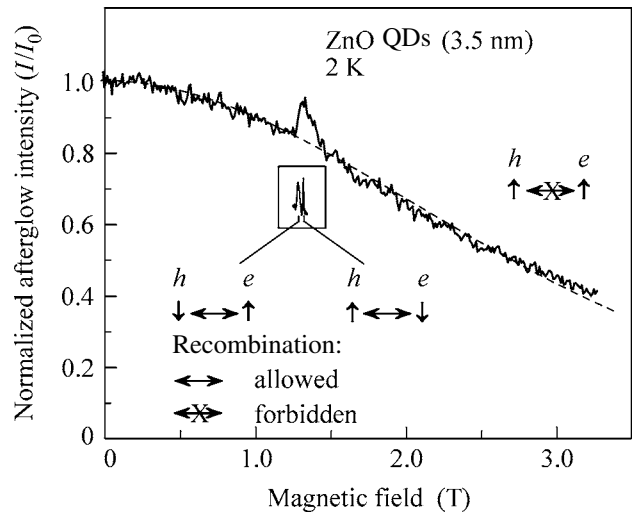 ZnO QDs (3.5 nm)
2 K
Normalized afterglow intensity (I/I₀)
1.0
0.8
0.6
0.4
0.2
0
h X e
h e
h e
Recombination:
allowed
X forbidden
0 1.0 2.0 3.0
Magnetic field (T)